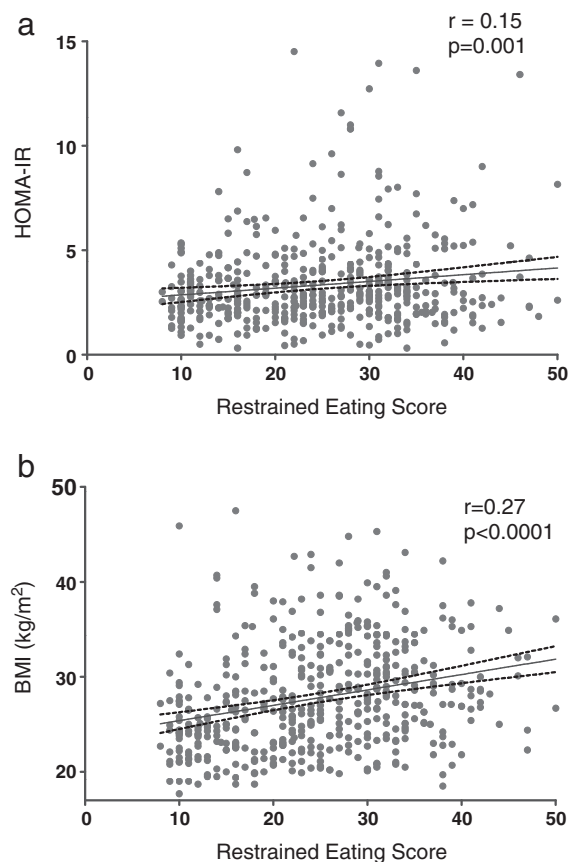 a
r = 0.15
p=0.001
15
10
5
0
HOMA-IR
0 10 20 30 40 50
Restrained Eating Score
b
r=0.27
p<0.0001
50
40
30
20
BMI (kg/m²)
0 10 20 30 40 50
Restrained Eating Score